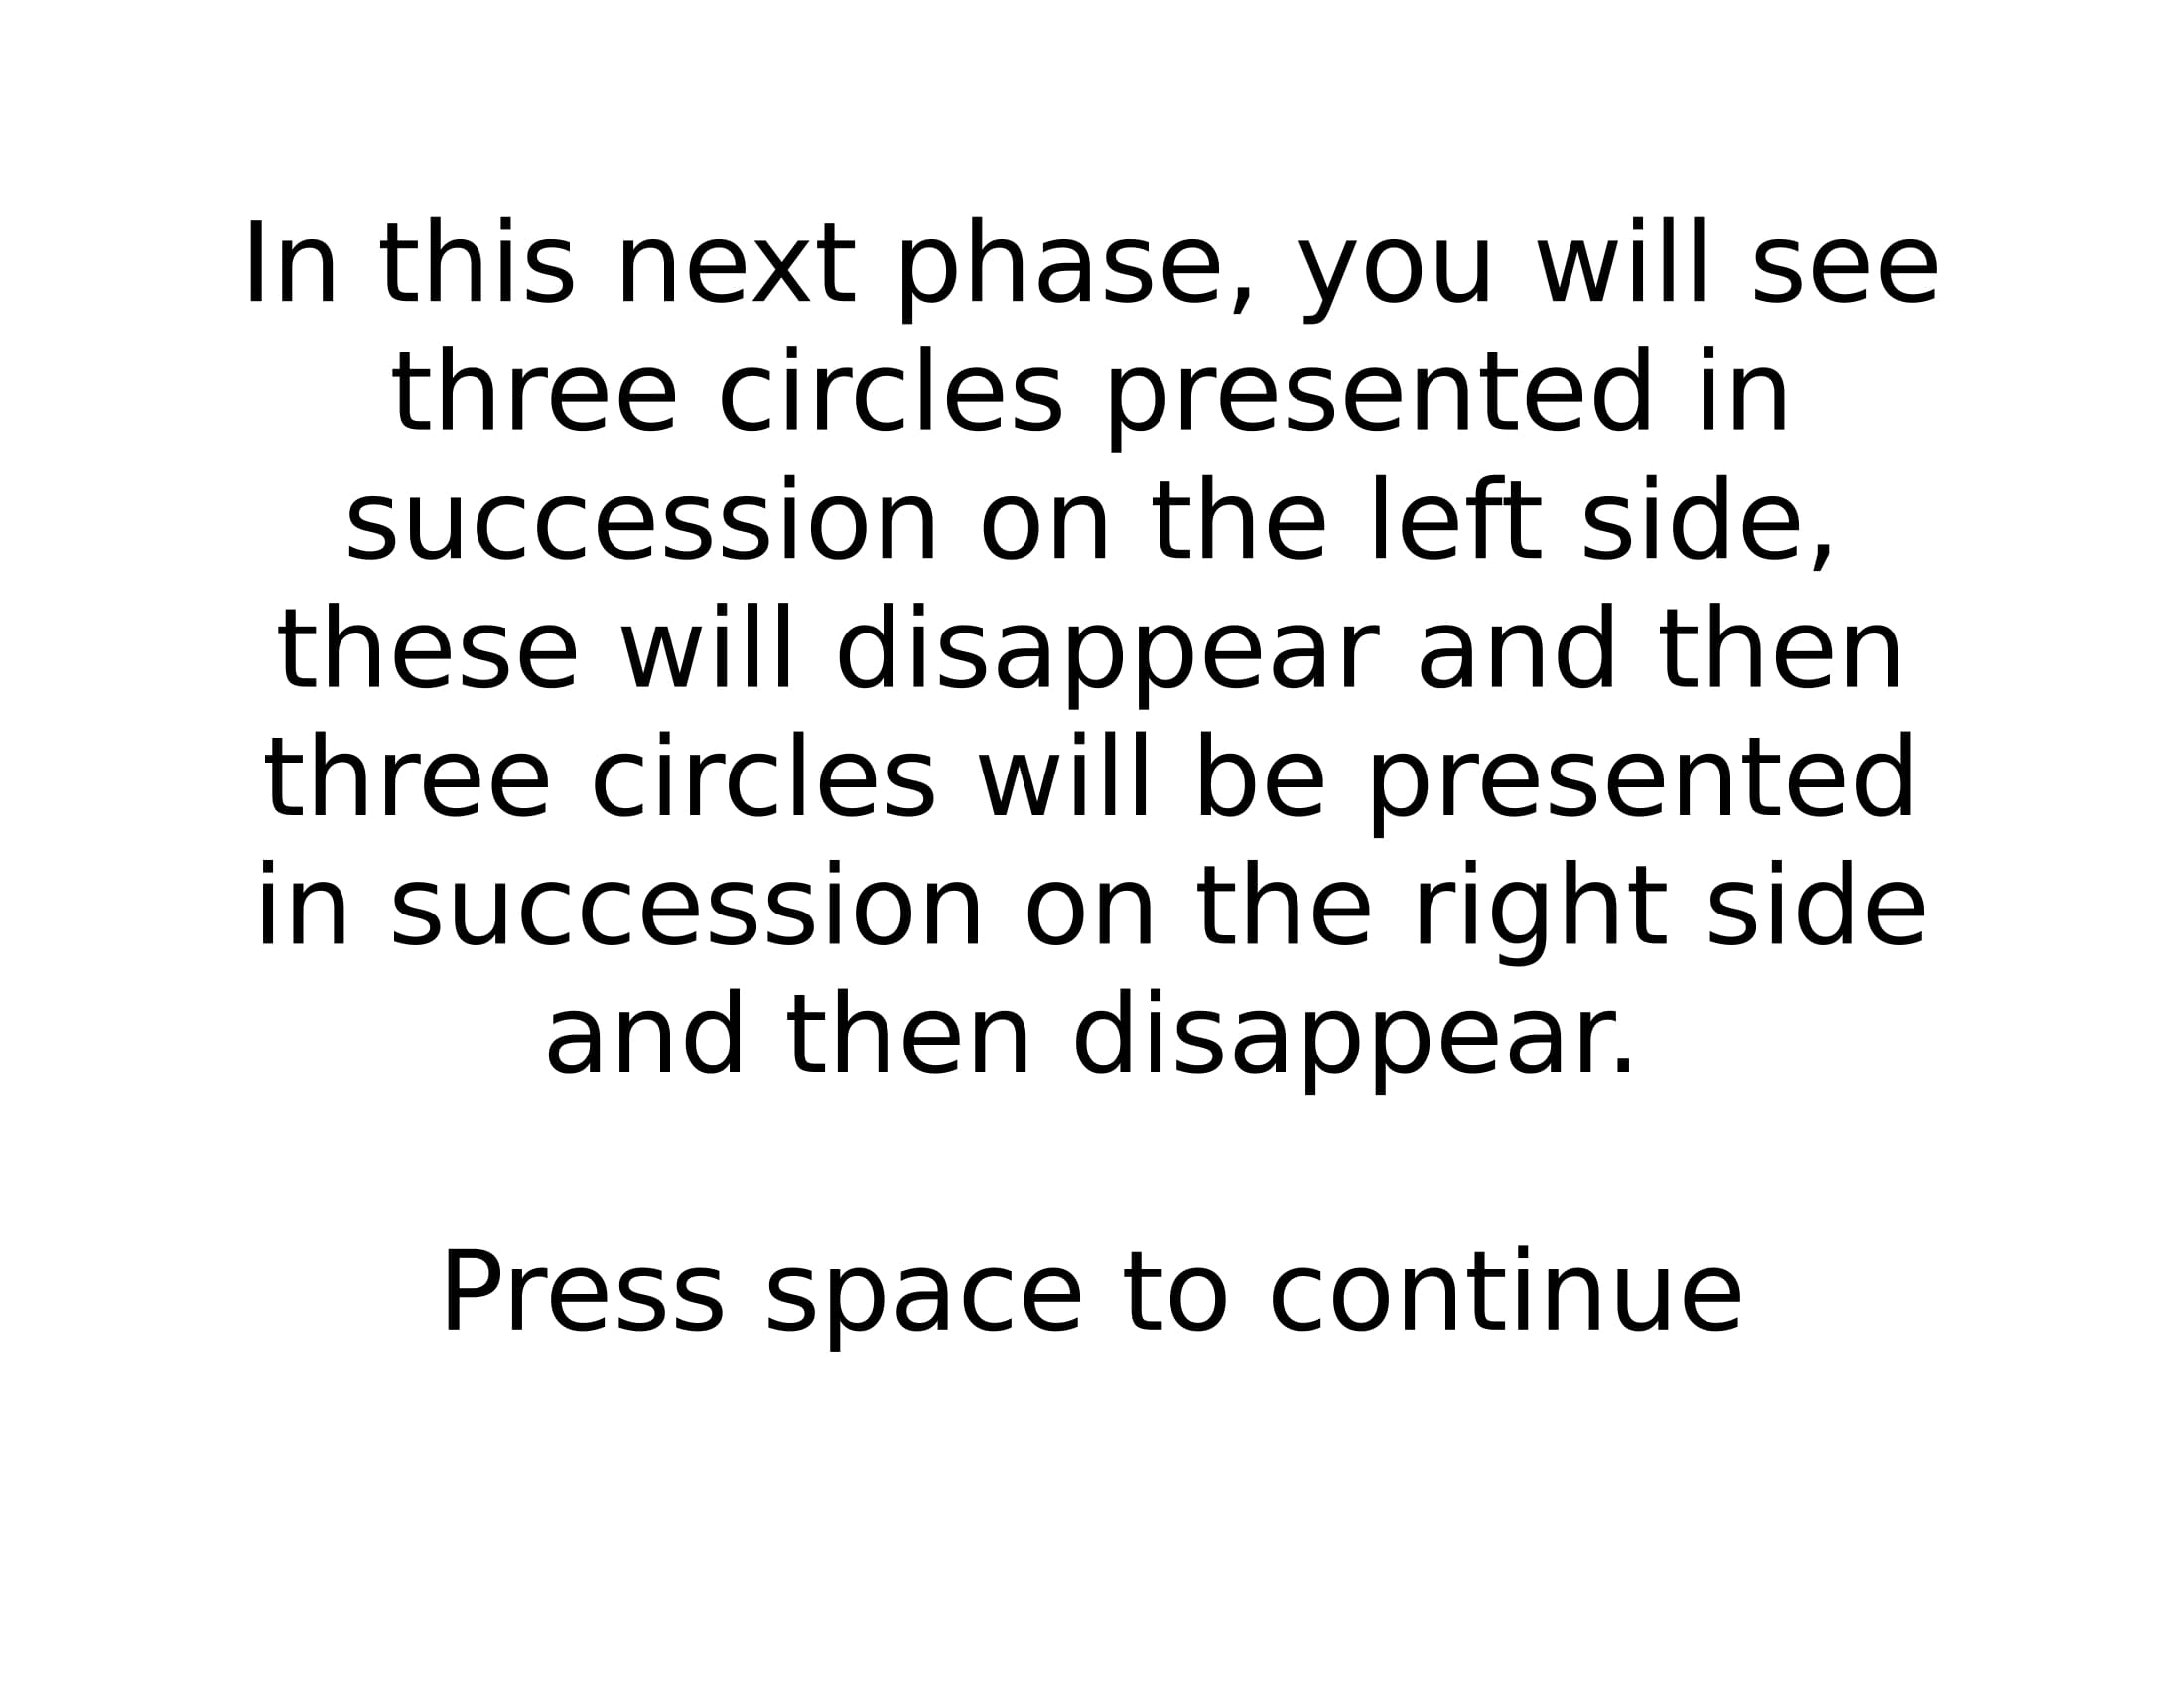 In this next phase, you will see
three circles presented in
succession on the left side,
these will disappear and then
three circles will be presented
in succession on the right side
and then disappear.
Press space to continue